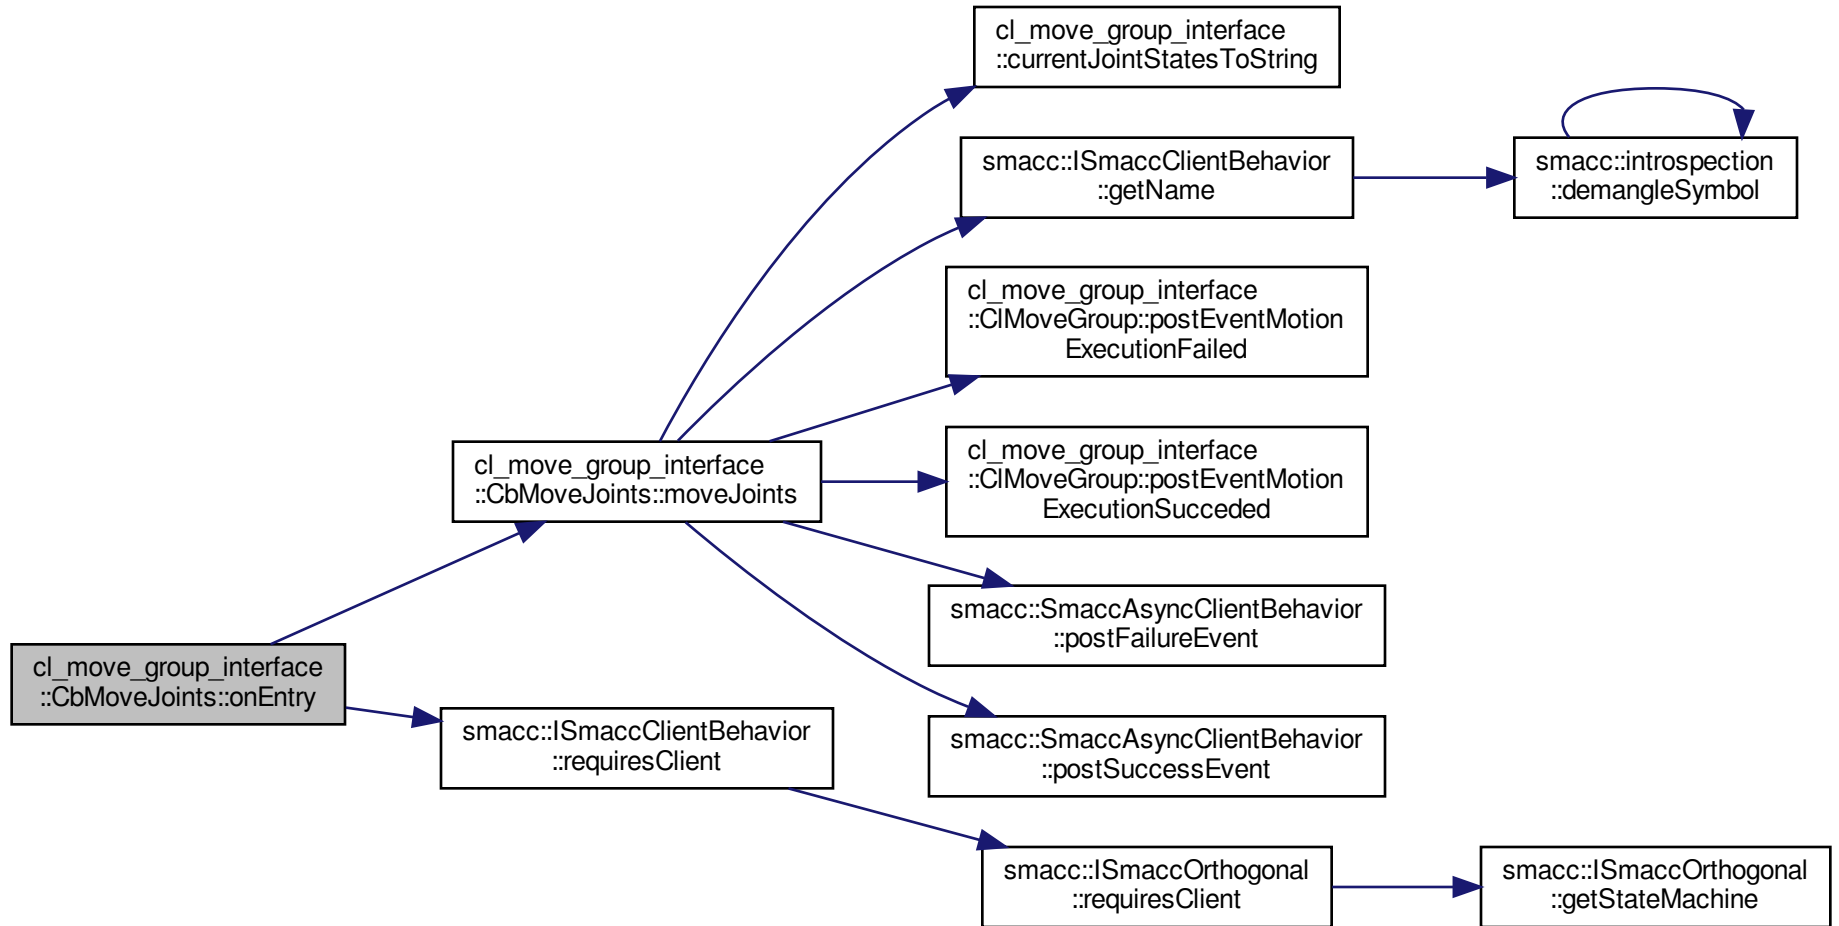 cl_move_group_interface
::currentJointStatesToString
smacc::ISmaccClientBehavior
::getName
smacc::introspection
::demangleSymbol
cl_move_group_interface
::ClMoveGroup::postEventMotion
ExecutionFailed
cl_move_group_interface
::CbMoveJoints::moveJoints
cl_move_group_interface
::ClMoveGroup::postEventMotion
ExecutionSucceded
smacc::SmaccAsyncClientBehavior
::postFailureEvent
cl_move_group_interface
::CbMoveJoints::onEntry
smacc::ISmaccClientBehavior
::requiresClient
smacc::SmaccAsyncClientBehavior
::postSuccessEvent
smacc::ISmaccOrthogonal
::requiresClient
smacc::ISmaccOrthogonal
::getStateMachine